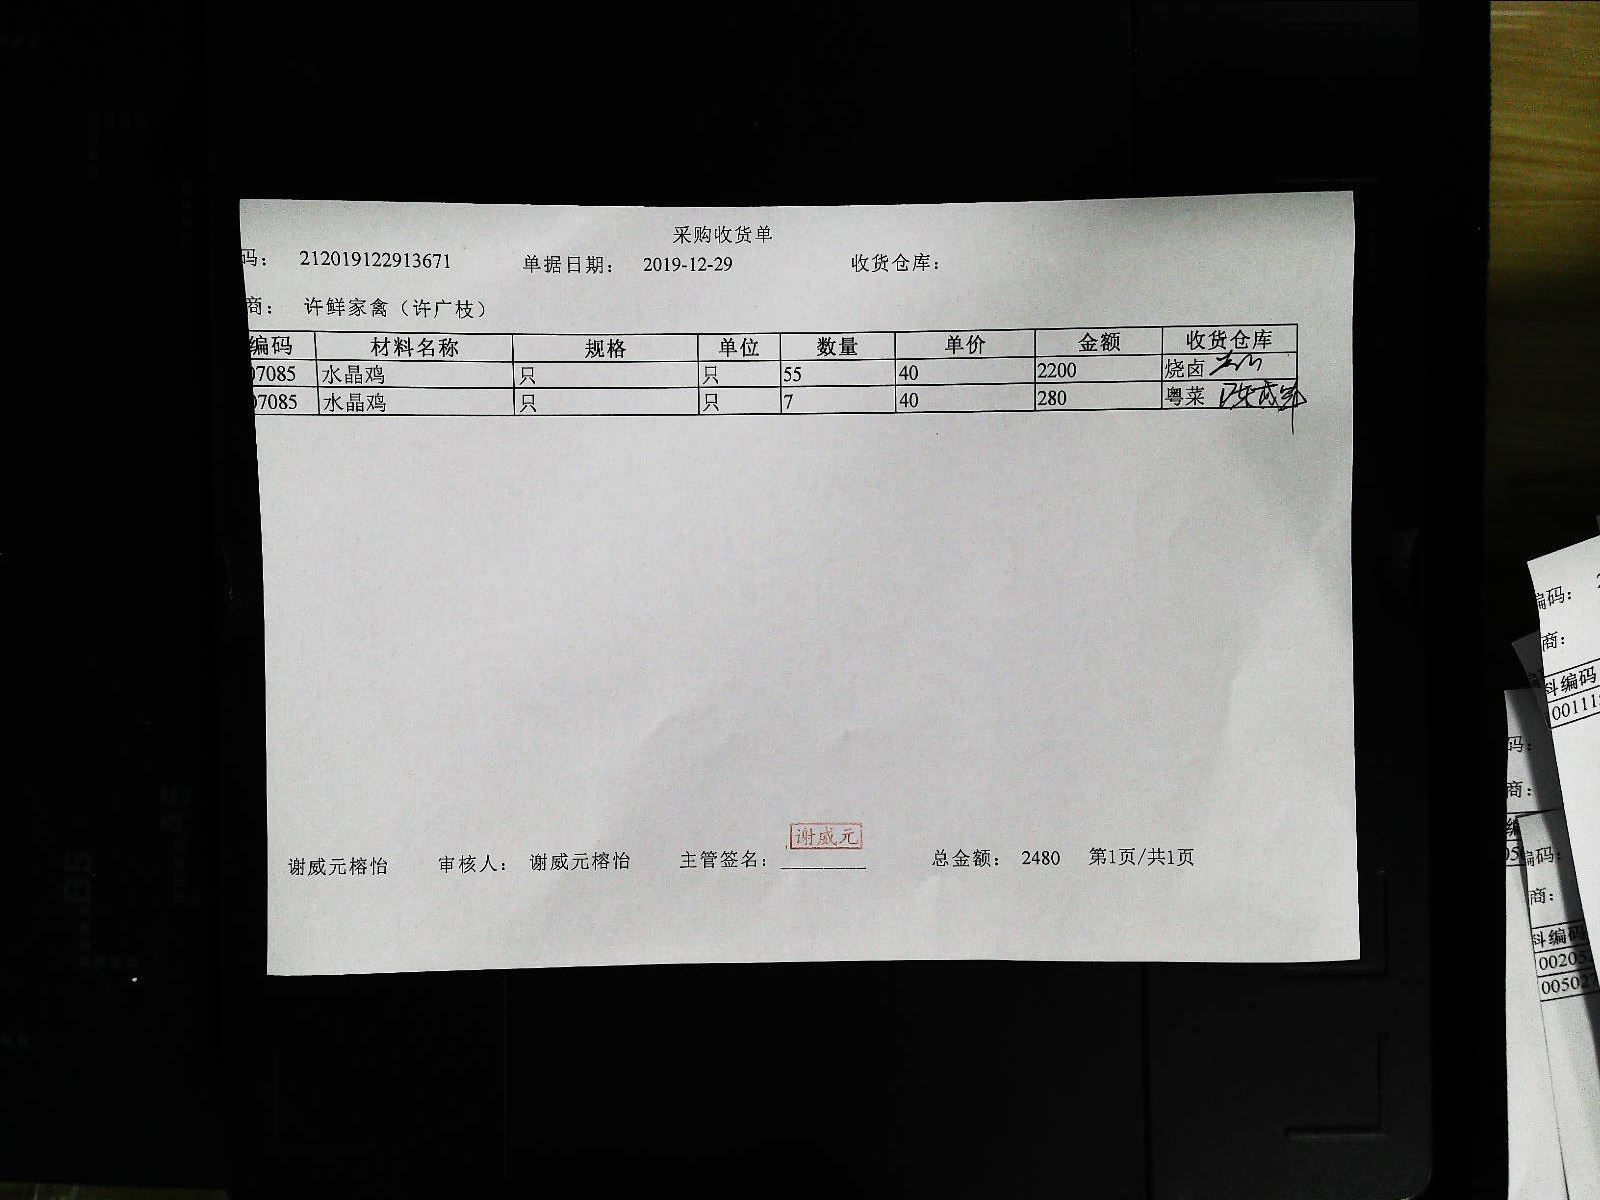 采购收货单
码： 212019122913671 单据日期： 2019-12-29 收货仓库：
商： 许鲜家禽（许广枝）
编码 材料名称 规格 单位 数量 单价 金额 收货仓库
07085 水晶鸡 只 只 55 40 2200 烧卤
07085 水晶鸡 只 只 7 40 280 粤菜
谢威元
谢威元榕怡 审核人： 谢威元榕怡 主管签名： 总金额： 2480 第1页/共1页
编码：
商：
料编码
00111
码：
商：
编码：
商：
料编码
00205
00502